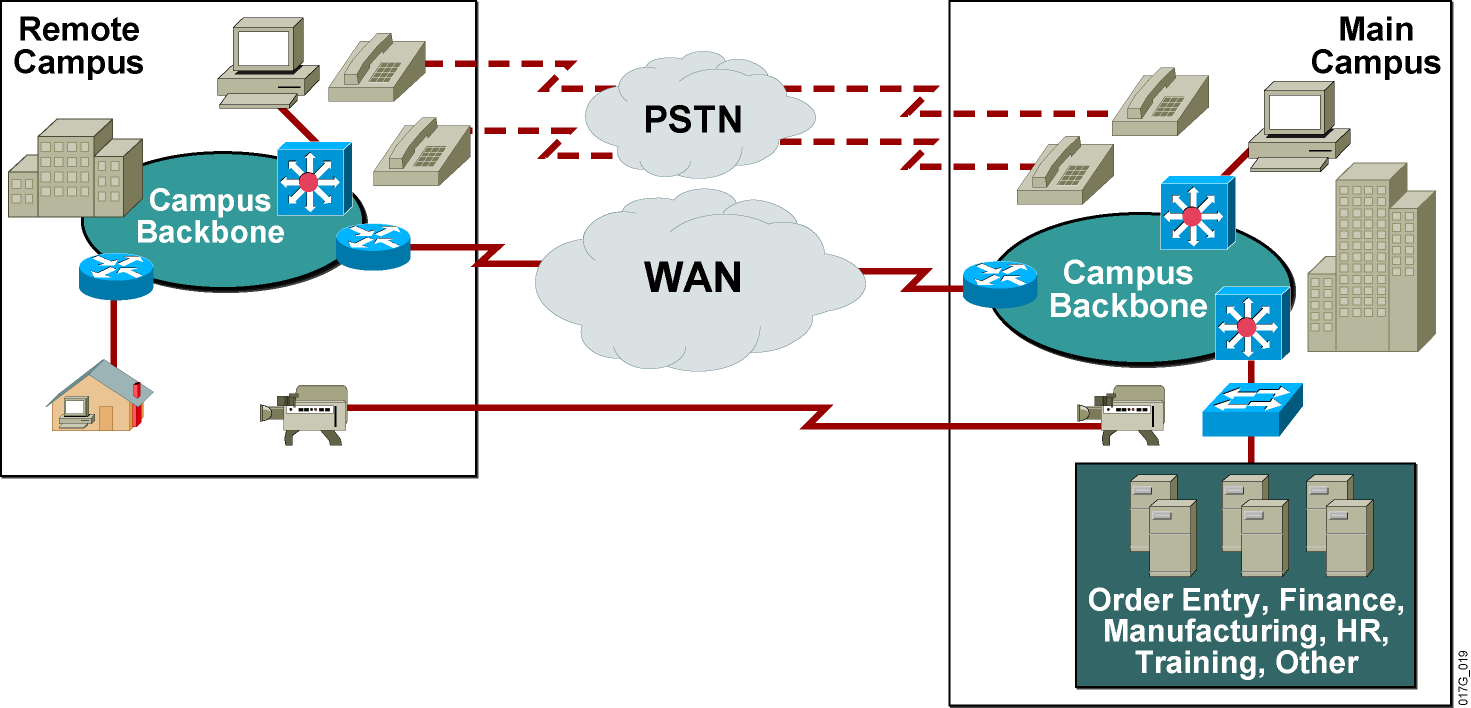 Remote
Campus
Main
Campus
PSTN
Campus
Backbone
WAN
Campus
Backbone
Order Entry, Finance,
Manufacturing, HR,
Training, Other
017G_019